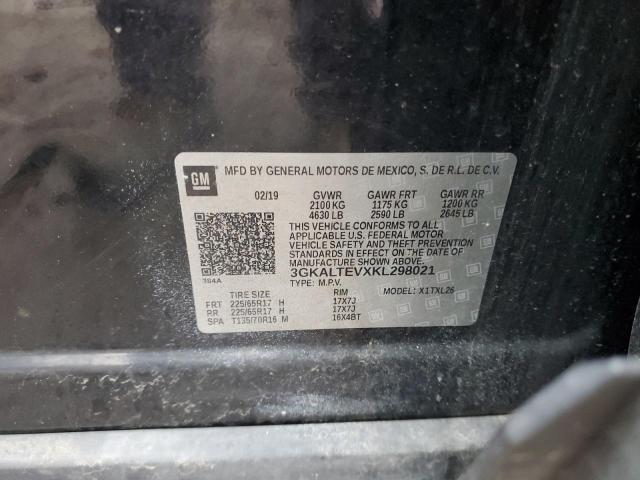 GM
MFD BY GENERAL MOTORS DE MEXICO, S. DE R.L. DE C.V.
02/19 GVWR GAWR FRT GAWR RR
2100 KG 1175 KG 1200 KG
4630 LB 2590 LB 2645 LB
THIS VEHICLE CONFORMS TO ALL
APPLICABLE U.S. FEDERAL MOTOR
VEHICLE SAFETY AND THEFT PREVENTION
STANDARDS IN EFFECT ON THE DATE OF
MANUFACTURE SHOWN ABOVE.
3GKALTEVXKL298021
TYPE: M.P.V. MODEL: X1TXL26
384A
TIRE SIZE RIM
FRT 225/65R17 H 17X7J
RR 225/65R17 H 17X7J
SPA T135/70R16 M 16X4BT